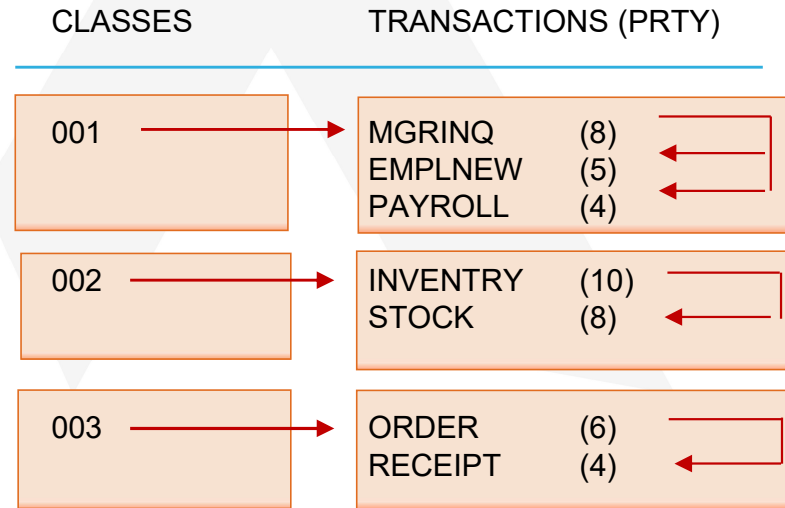 CLASSES TRANSACTIONS (PRTY)
001 MGRINQ (8)
EMPLNEW (5)
PAYROLL (4)
002 INVENTRY (10)
STOCK (8)
003 ORDER (6)
RECEIPT (4)